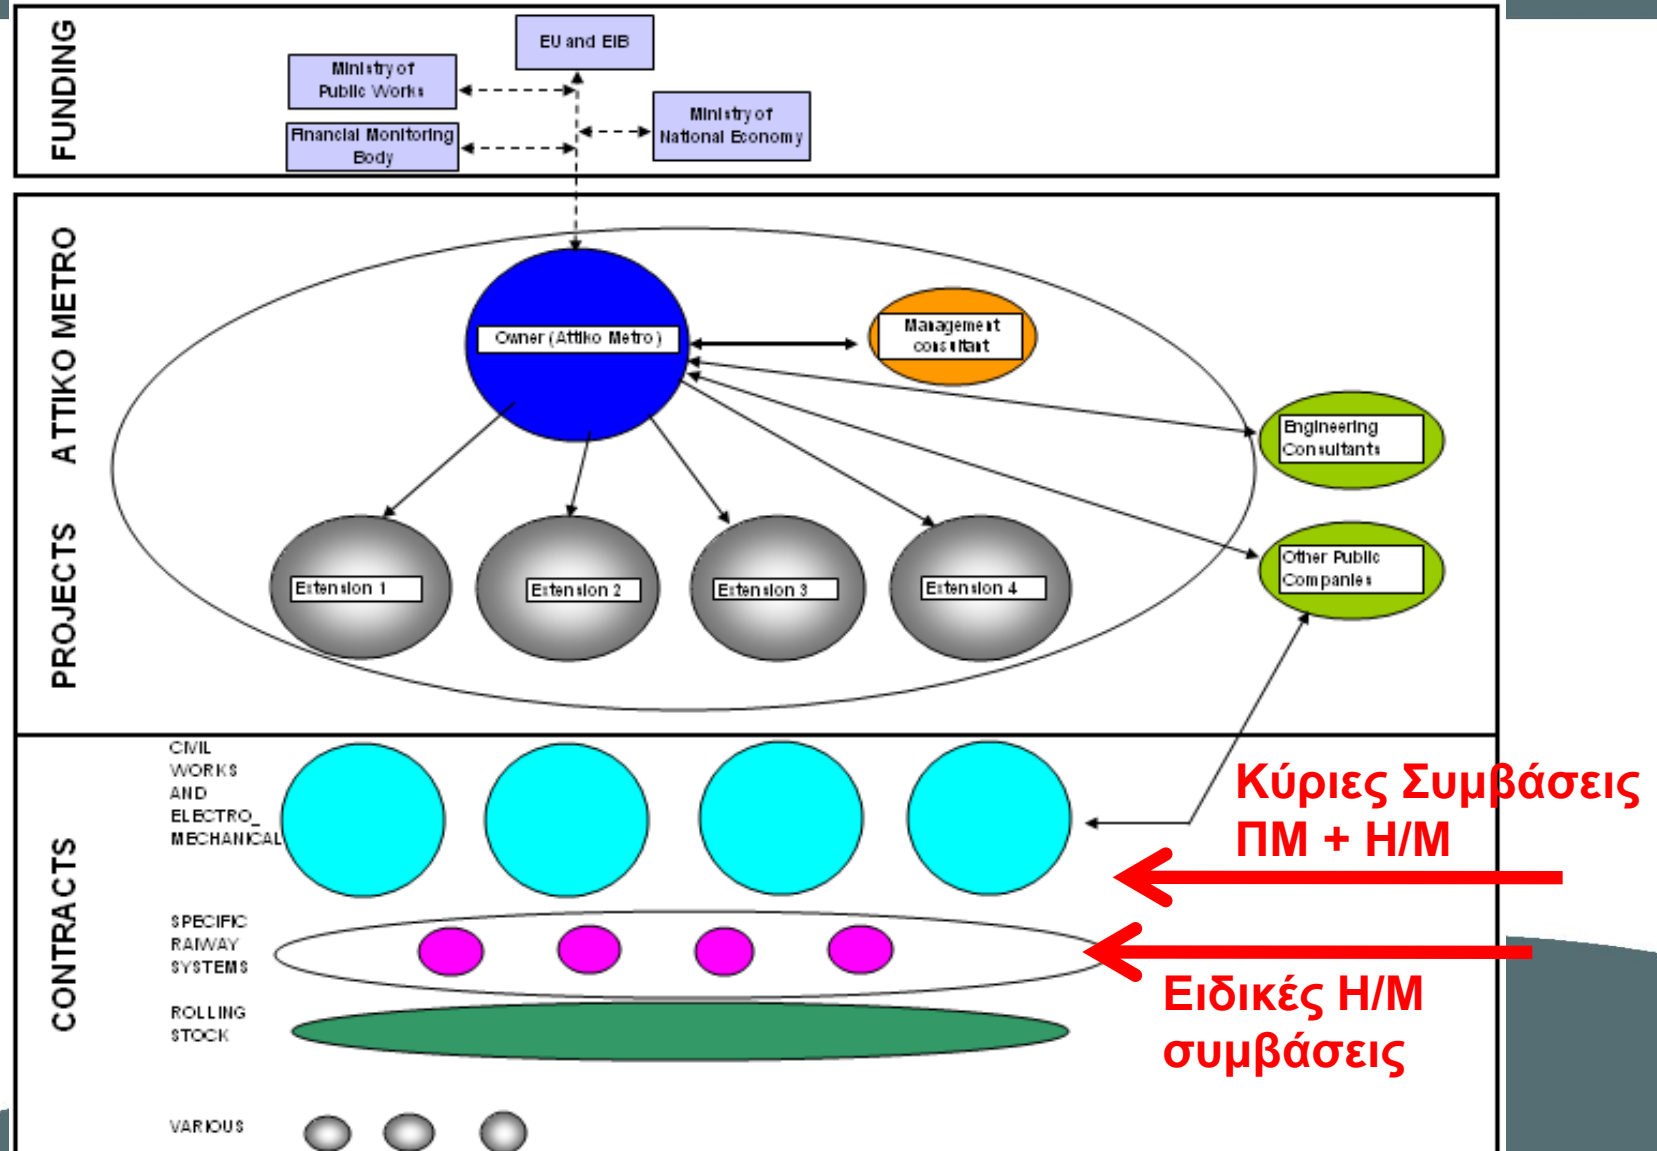 FUNDING
EU and EIB
Ministry of
Public Works
Ministry of
National Economy
Financial Monitoring
Body
ATTIKO METRO
Owner (Attiko Metro)
Management
consultant
Engineering
Consultants
PROJECTS
Other Public
Companies
Extension 1
Extension 2
Extension 3
Extension 4
CONTRACTS
CIVIL
WORKS
AND
ELECTRO_
MECHANICAL
Κύριες Συμβάσεις
ΠΜ + Η/Μ
SPECIFIC
RAIWAY
SYSTEMS
Ειδικές Η/Μ
συμβάσεις
ROLLING
STOCK
VARIOUS